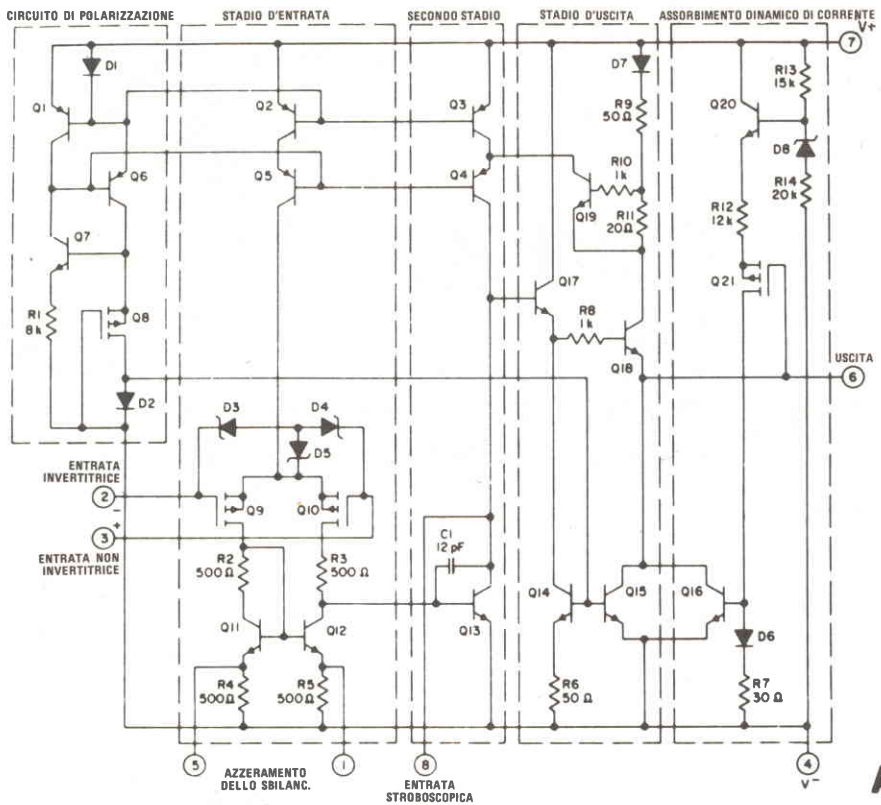 CIRCUITO DI POLARIZZAZIONE
STADIO D'ENTRATA
SECONDO STADIO
STADIO D'USCITA
ASSORBIMENTO DINAMICO DI CORRENTE
V+
7
D1
D7
R13
15k
Q1
Q2
Q3
Q20
R9
50Ω
D8
Q6
Q5
Q4
R10
1k
Q19
R11
20Ω
R14
20k
R12
12k
Q7
Q17
Q21
R1
8k
Q8
R8
1k
Q18
USCITA
6
D2
D3
D4
D5
ENTRATA
INVERTITRICE
2
−
+
3
ENTRATA NON
INVERTITRICE
Q9
Q10
C1
12 pF
R2
500Ω
R3
500Ω
Q14
Q15
Q16
Q11
Q12
Q13
D6
R4
500Ω
R5
500Ω
R6
50Ω
R7
30Ω
5
AZZERAMENTO
DELLO SBILANC.
1
8
ENTRATA
STROBOSCOPICA
4
V−